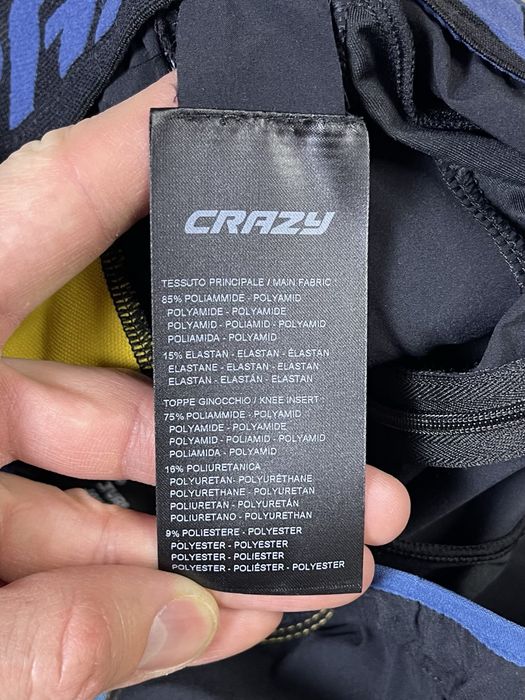 CRAZY
TESSUTO PRINCIPALE / MAIN FABRIC :
85% POLIAMMIDE - POLYAMID
POLYAMIDE - POLYAMIDE
POLYAMID - POLIAMID - POLYAMID
POLIAMIDA - POLYAMID
15% ELASTAN - ELASTAN - ÉLASTAN
ELASTANE - ELASTAN - ELASTAN
ELASTAN - ELASTÁN - ELASTAN
TOPPE GINOCCHIO / KNEE INSERT :
75% POLIAMMIDE - POLYAMID
POLYAMIDE - POLYAMIDE
POLYAMID - POLIAMID - POLYAMID
POLIAMIDA - POLYAMID
16% POLIURETANICA
POLYURETAN - POLYURÉTHANE
POLYURETHANE - POLYURETAN
POLIURETAN - POLYURETÁN
POLIURETANO - POLYURETHAN
9% POLIESTERE - POLYESTER
POLYESTER - POLYESTER
POLYESTER - POLIESTER
POLYESTER - POLIÉSTER - POLYESTER